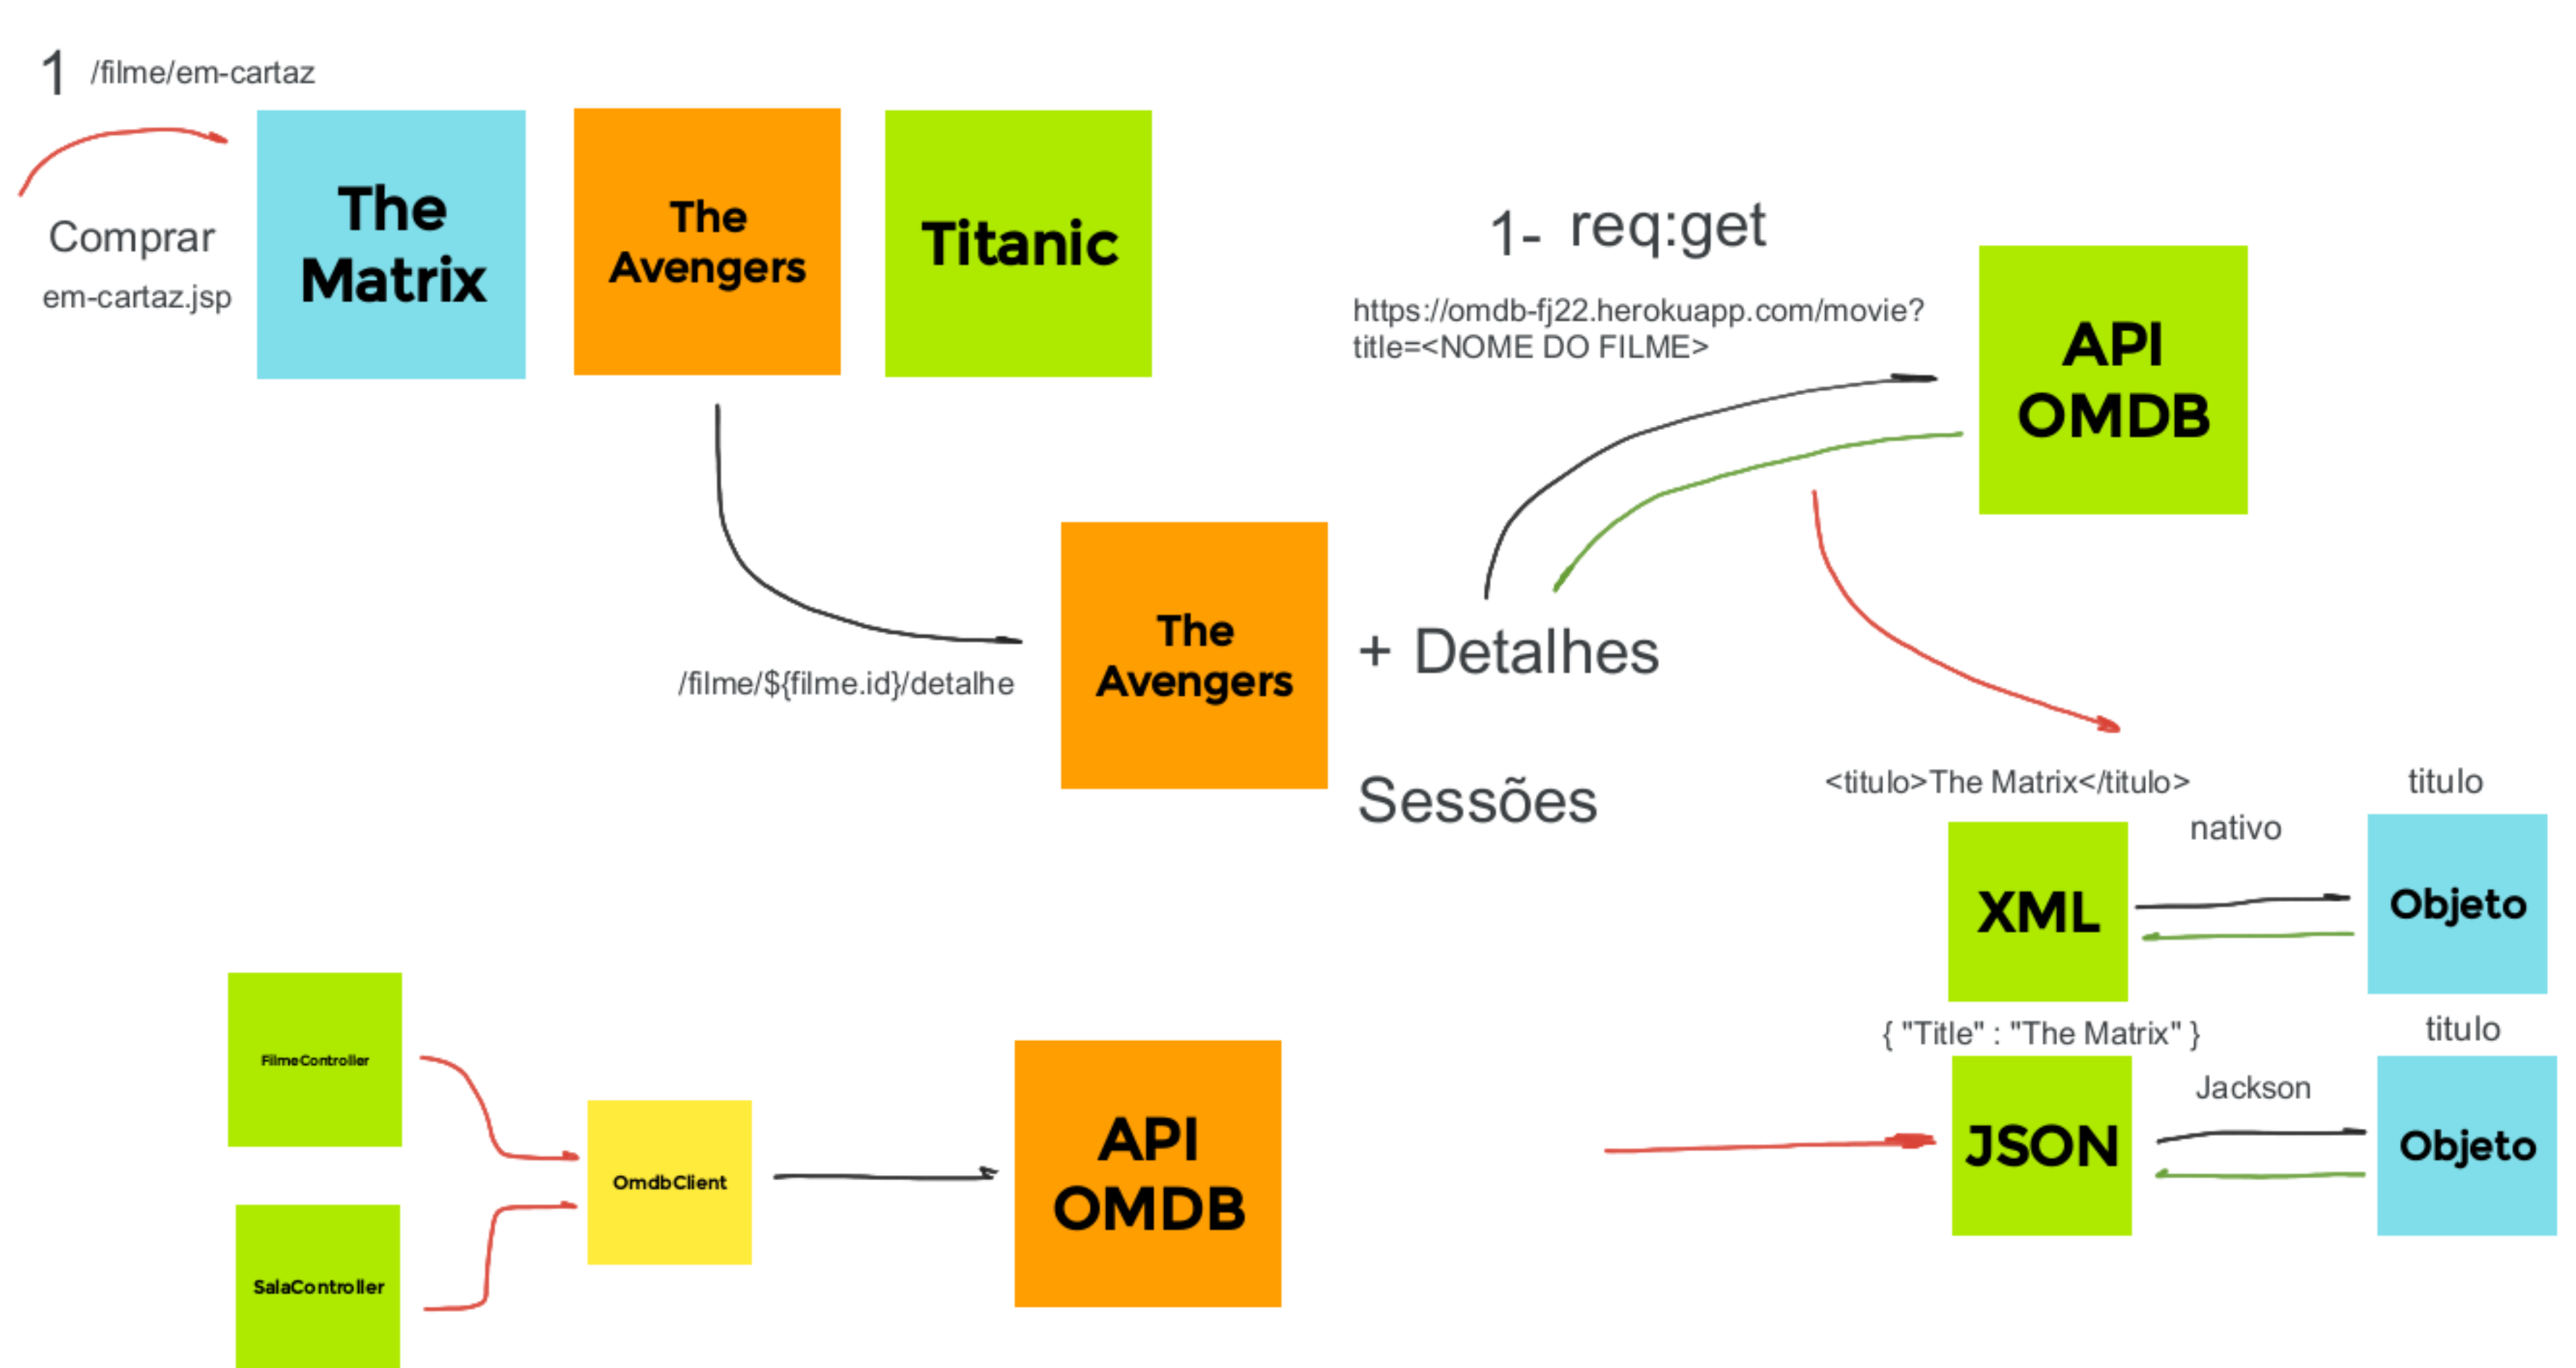 1 /filme/em-cartaz
Comprar
em-cartaz.jsp
The
Matrix
The
Avengers
Titanic
1- req:get
https://omdb-fj22.herokuapp.com/movie?
title=<NOME DO FILME>
API
OMDB
/filme/${filme.id}/detalhe
The
Avengers
+ Detalhes
Sessões
<titulo>The Matrix</titulo>
titulo
nativo
XML
Objeto
{ "Title" : "The Matrix" }
titulo
Jackson
JSON
Objeto
FilmeController
SalaController
OmdbClient
API
OMDB